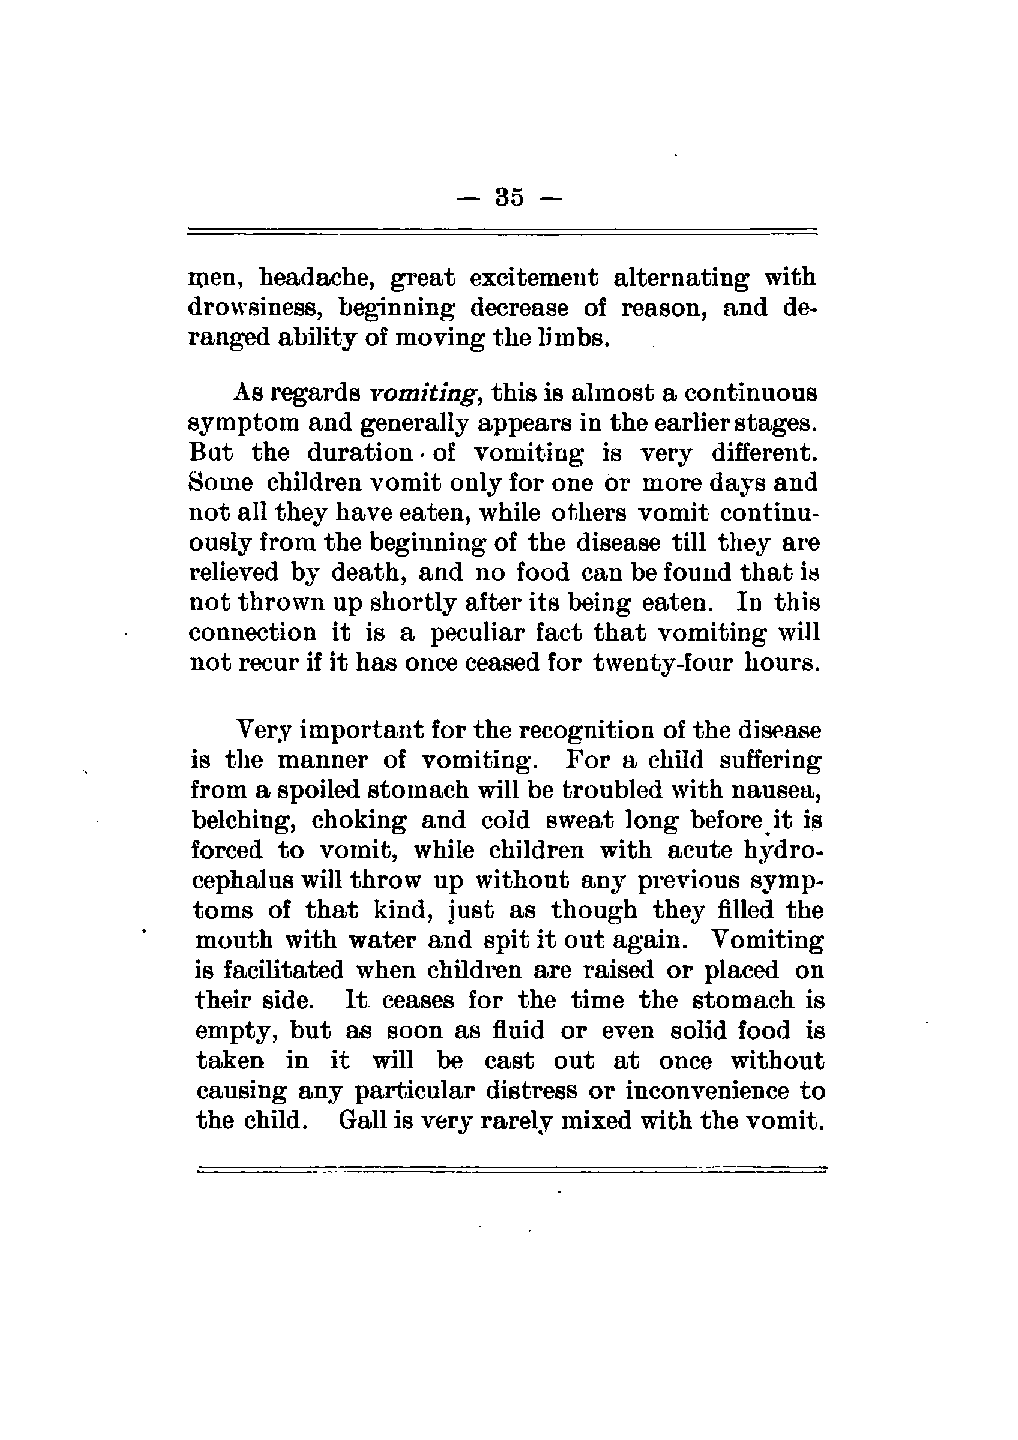 — 35 —
men, headache, great excitement alternating with
drowsiness, beginning decrease of reason, and de-
ranged ability of moving the limbs.
As regards vomiting, this is almost a continuous
symptom and generally appears in the earlier stages.
But the duration of vomiting is very different.
Some children vomit only for one or more days and
not all they have eaten, while others vomit continu-
ously from the beginning of the disease till they are
relieved by death, and no food can be found that is
not thrown up shortly after its being eaten. In this
connection it is a peculiar fact that vomiting will
not recur if it has once ceased for twenty-four hours.
Very important for the recognition of the disease
is the manner of vomiting. For a child suffering
from a spoiled stomach will be troubled with nausea,
belching, choking and cold sweat long before it is
forced to vomit, while children with acute hydro-
cephalus will throw up without any previous symp-
toms of that kind, just as though they filled the
mouth with water and spit it out again. Vomiting
is facilitated when children are raised or placed on
their side. It ceases for the time the stomach is
empty, but as soon as fluid or even solid food is
taken in it will be cast out at once without
causing any particular distress or inconvenience to
the child. Gall is very rarely mixed with the vomit.